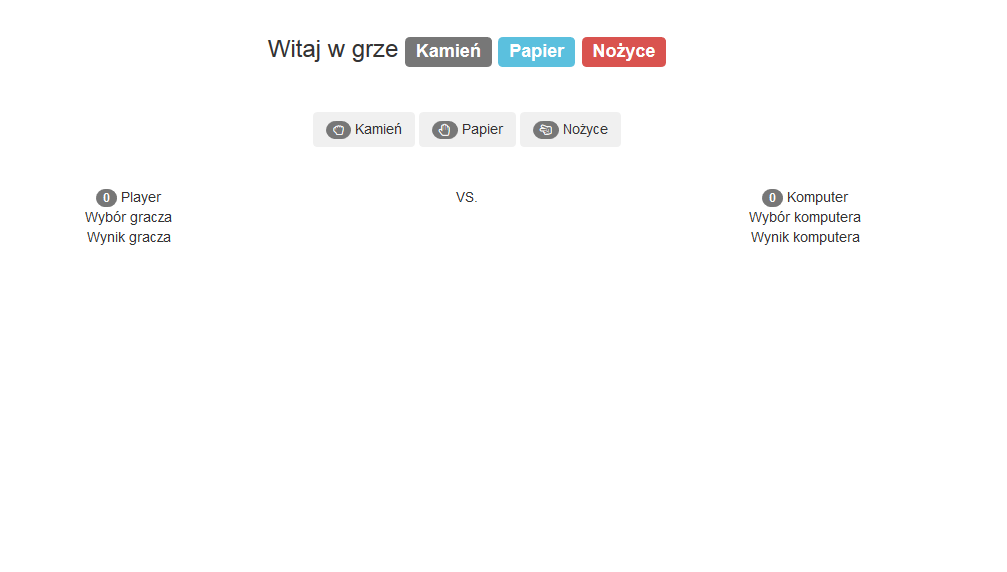 Witaj w grze Kamień Papier Nożyce
Kamień Papier Nożyce
0 Player VS. 0 Komputer
Wybór gracza Wybór komputera
Wynik gracza Wynik komputera